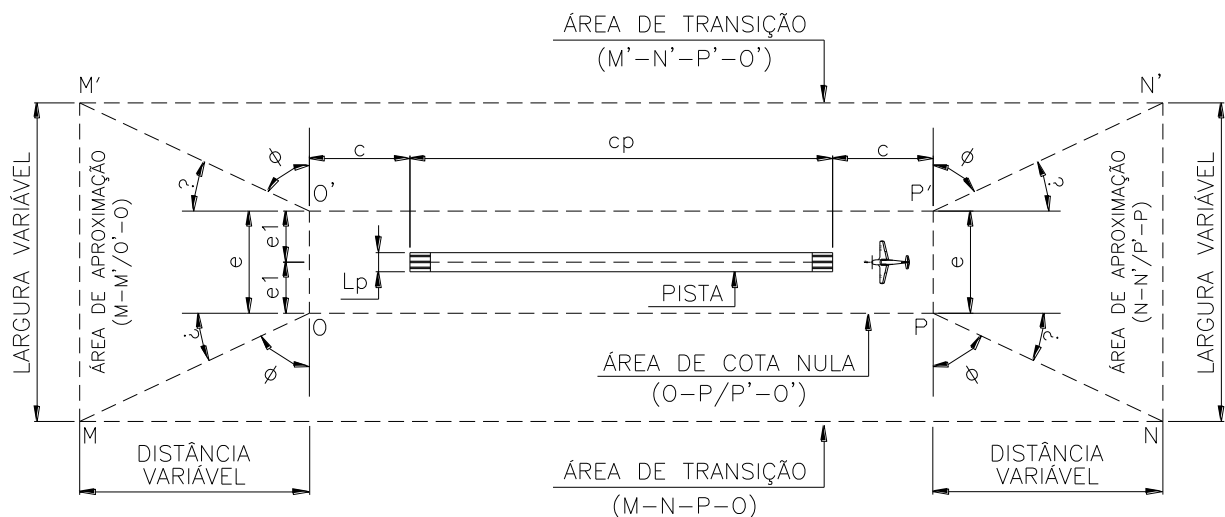 ÁREA DE TRANSIÇÃO
(M'-N'-P'-O')
M'
N'
c
cp
c
ø
ø
?
?
O'
P'
LARGURA VARIÁVEL
ÁREA DE APROXIMAÇÃO
(M-M'/O'-O)
e
e1
e1
Lp
PISTA
e
ÁREA DE APROXIMAÇÃO
(N-N'/P'-P)
LARGURA VARIÁVEL
O
P
?
?
ø
ø
ÁREA DE COTA NULA
(O-P/P'-O')
M
N
DISTÂNCIA
VARIÁVEL
ÁREA DE TRANSIÇÃO
(M-N-P-O)
DISTÂNCIA
VARIÁVEL